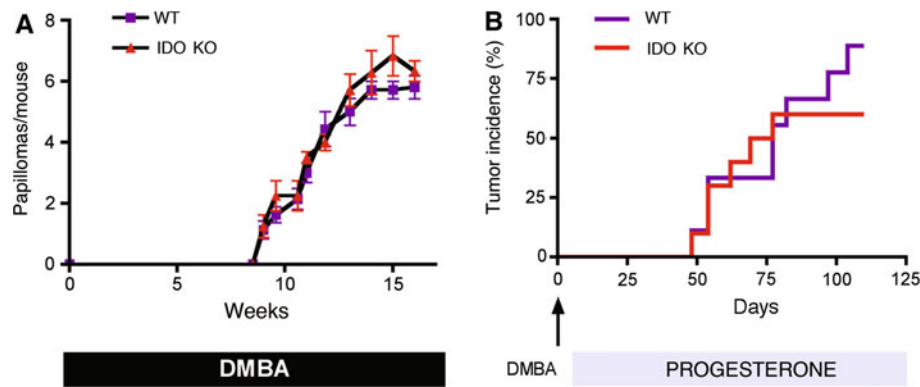 A
WT
IDO KO
Papillomas/mouse
8
6
4
2
0
0 5 10 15
Weeks
DMBA
B
WT
IDO KO
Tumor incidence (%)
100
75
50
25
0
0 25 50 75 100 125
Days
DMBA
PROGESTERONE